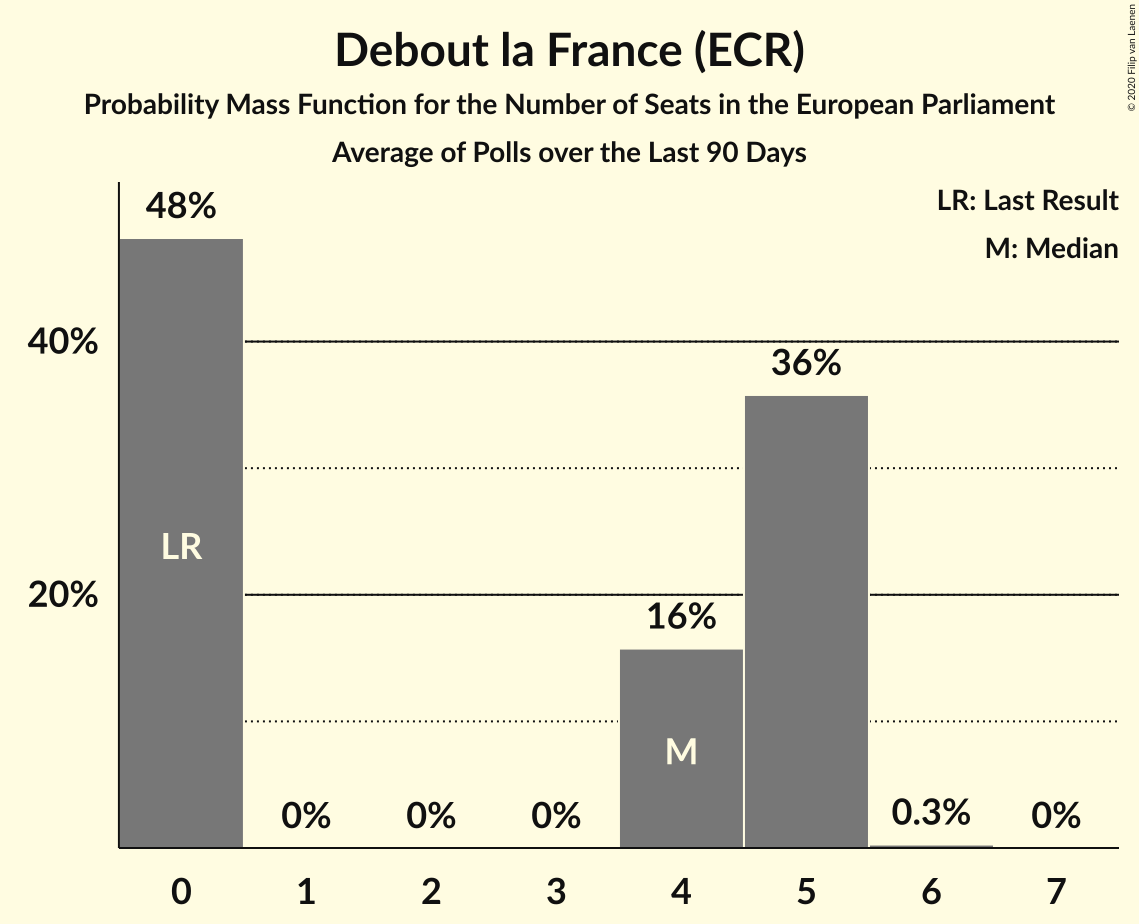 Debout la France (ECR)
Probability Mass Function for the Number of Seats in the European Parliament
Average of Polls over the Last 90 Days
© 2020 Filip van Laenen
LR: Last Result
M: Median
48%
40%
36%
LR
20%
16%
M
0%
0%
0%
0.3%
0%
0
1
2
3
4
5
6
7